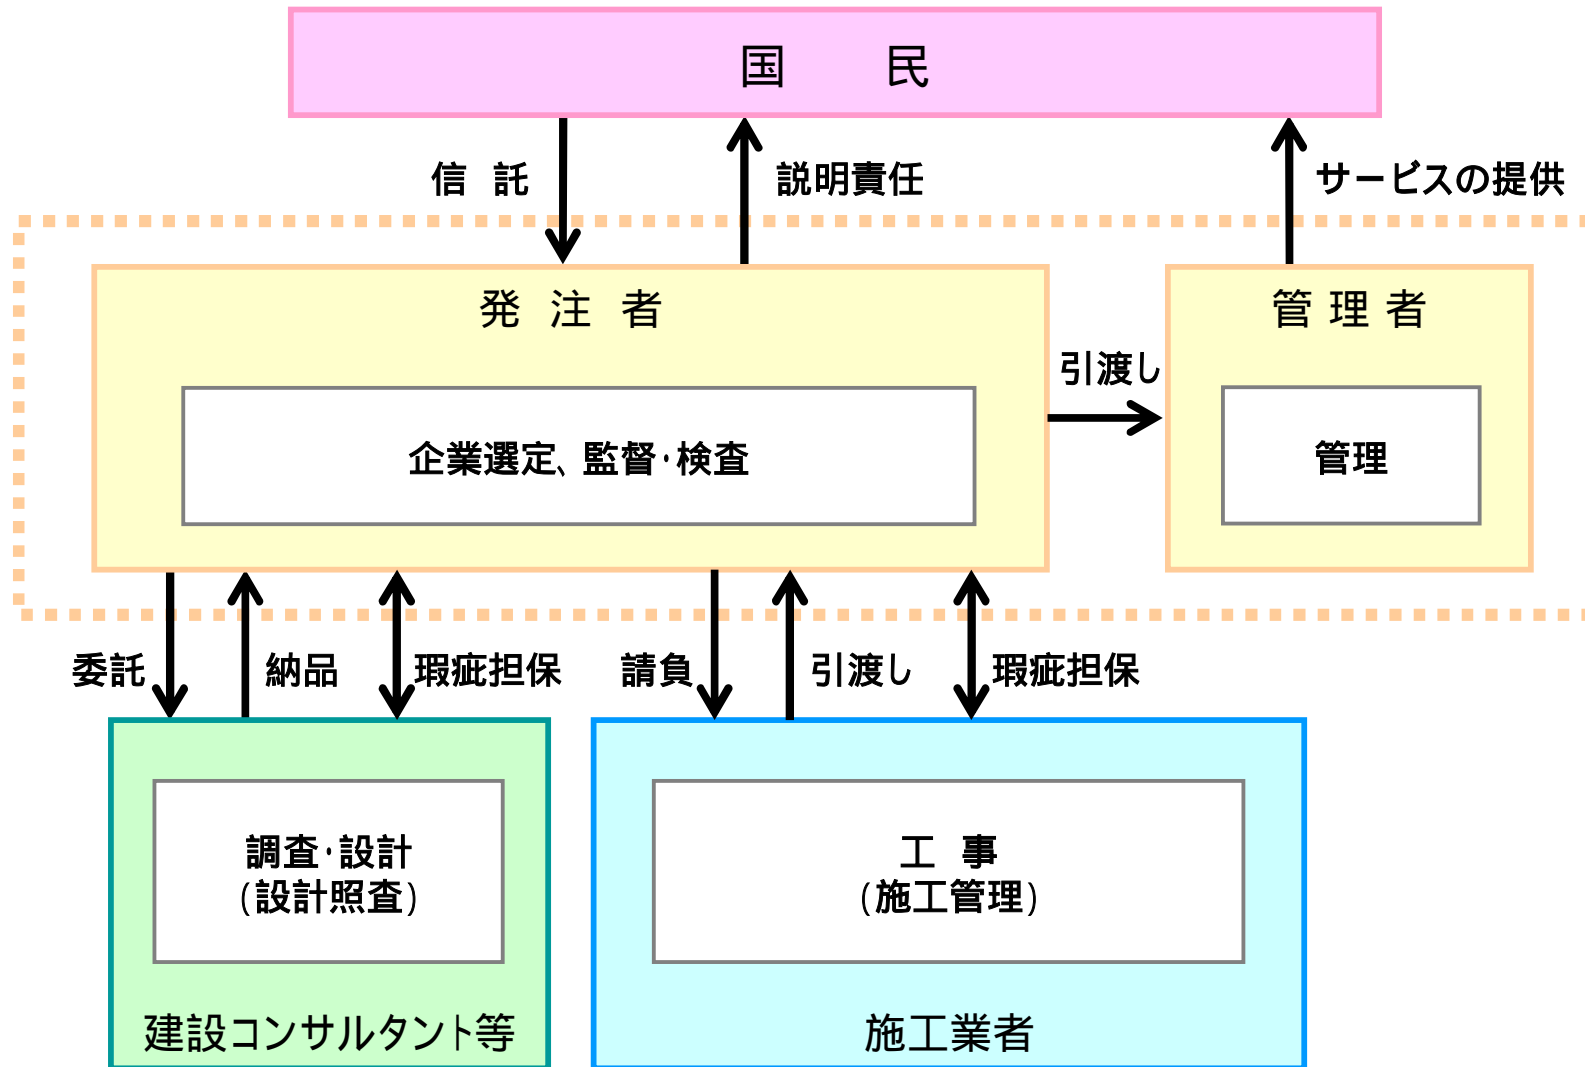 国　　民
信　託
説明責任
サービスの提供
発　注　者
管 理 者
引渡し
企業選定、監督・検査
管理
委託
納品
瑕疵担保
請負
引渡し
瑕疵担保
調査・設計
(設計照査)
工　事
(施工管理)
建設コンサルタント等
施工業者